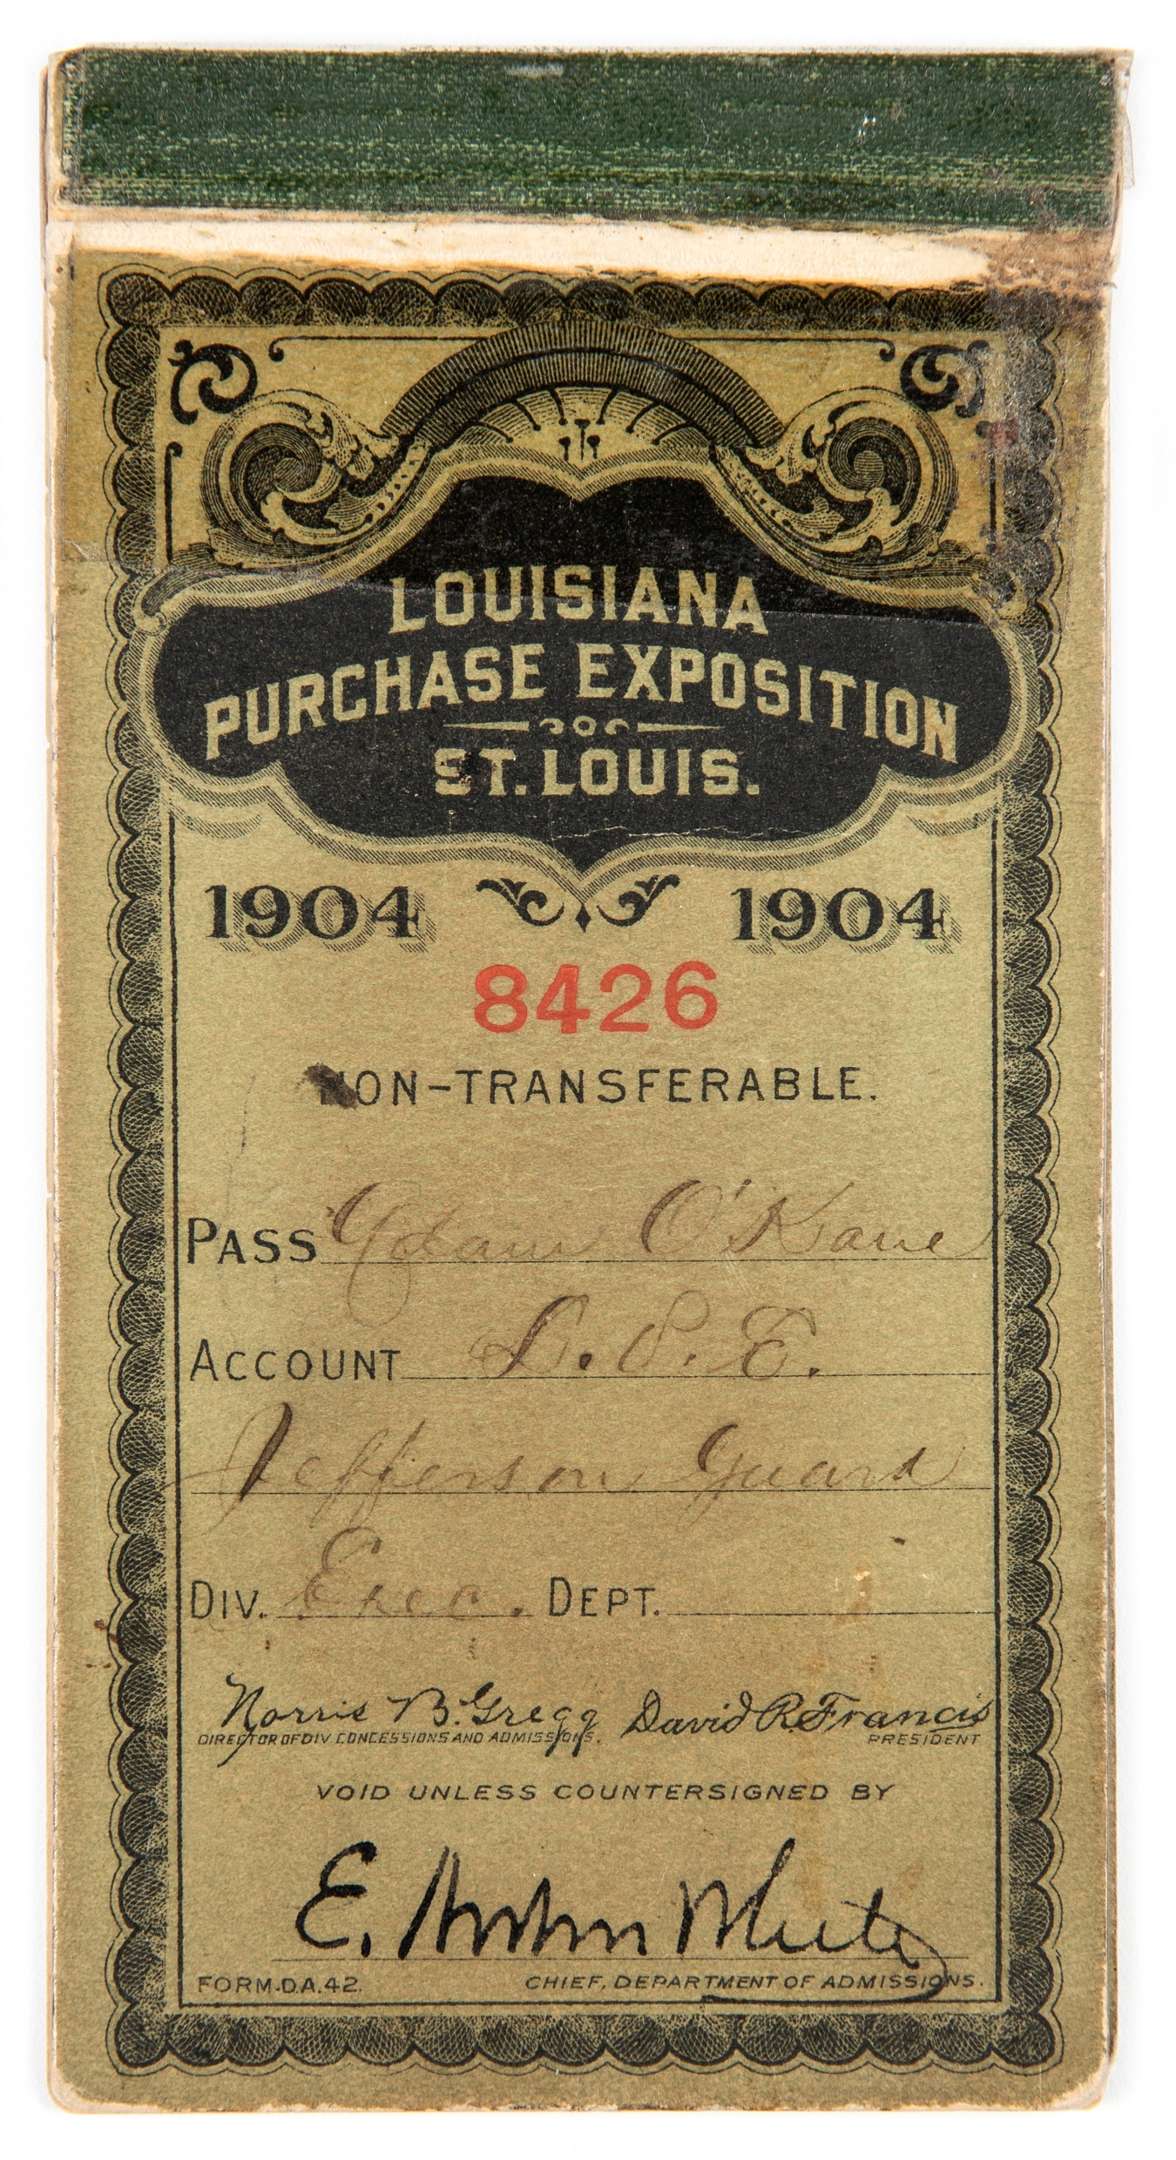 LOUISIANA
PURCHASE EXPOSITION
ST. LOUIS.
1904 1904
8426
NON-TRANSFERABLE.
PASS Adam O'Kane
ACCOUNT L. P. E.
Jefferson Guard
DIV. Exec. DEPT.
Norris B. Gregg David R. Francis
DIRECTOR OF DIV CONCESSIONS AND ADMISSIONS. PRESIDENT
VOID UNLESS COUNTERSIGNED BY
E.
FORM.D.A.42. CHIEF, DEPARTMENT OF ADMISSIONS.